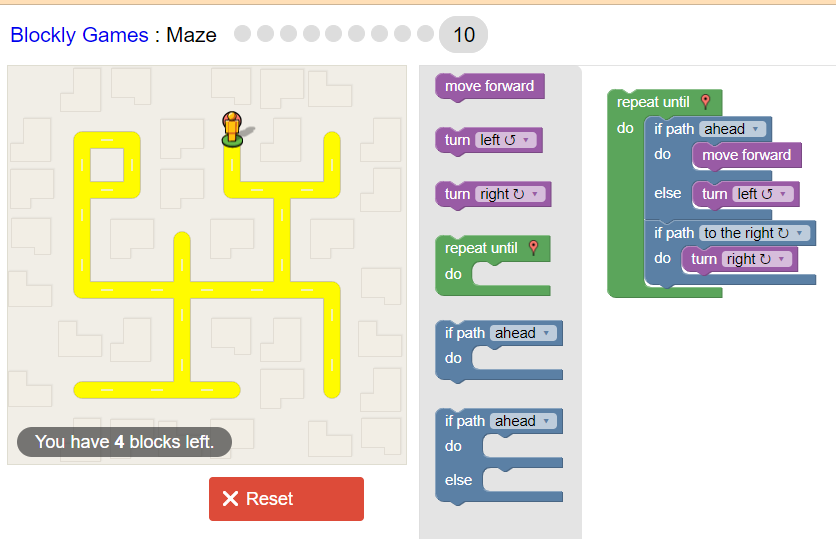 Blockly Games : Maze 10
move forward
turn left ↺
turn right ↻
repeat until
do
if path ahead
do
if path ahead
do
else
repeat until
do if path ahead
do move forward
else turn left ↺
if path to the right ↻
do turn right ↻
You have 4 blocks left.
Reset